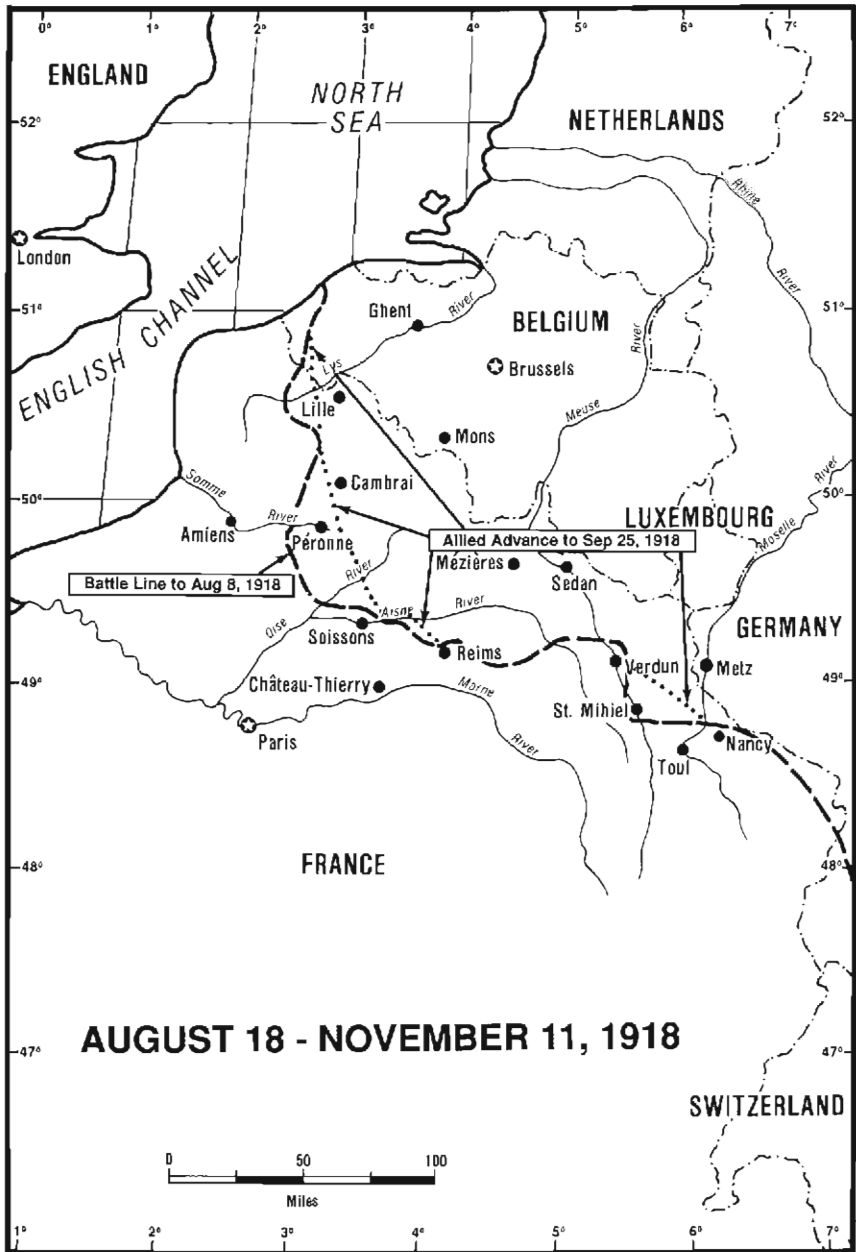 0° 1° 2° 3° 4° 5° 6° 7°
ENGLAND
NORTH
SEA
NETHERLANDS
52° 52°
Rhine
River
London
ENGLISH CHANNEL
51° 51°
Ghent
River
BELGIUM
River
Brussels
Lys
Lille
Meuse
Mons
River
Somme
Cambrai
50° 50°
LUXEMBOURG
Moselle
River
Amiens
Péronne
Allied Advance to Sep 25, 1918
Mézières
Sedan
River
Battle Line to Aug 8, 1918
Aisne
River
Oise
Soissons
GERMANY
49° 49°
Reims
Verdun
Metz
Château-Thierry
Morne
River
St. Mihiel
Paris
Nancy
Toul
48° 48°
FRANCE
AUGUST 18 - NOVEMBER 11, 1918
47° 47°
SWITZERLAND
0 50 100
Miles
1° 2° 3° 4° 5° 6° 7°